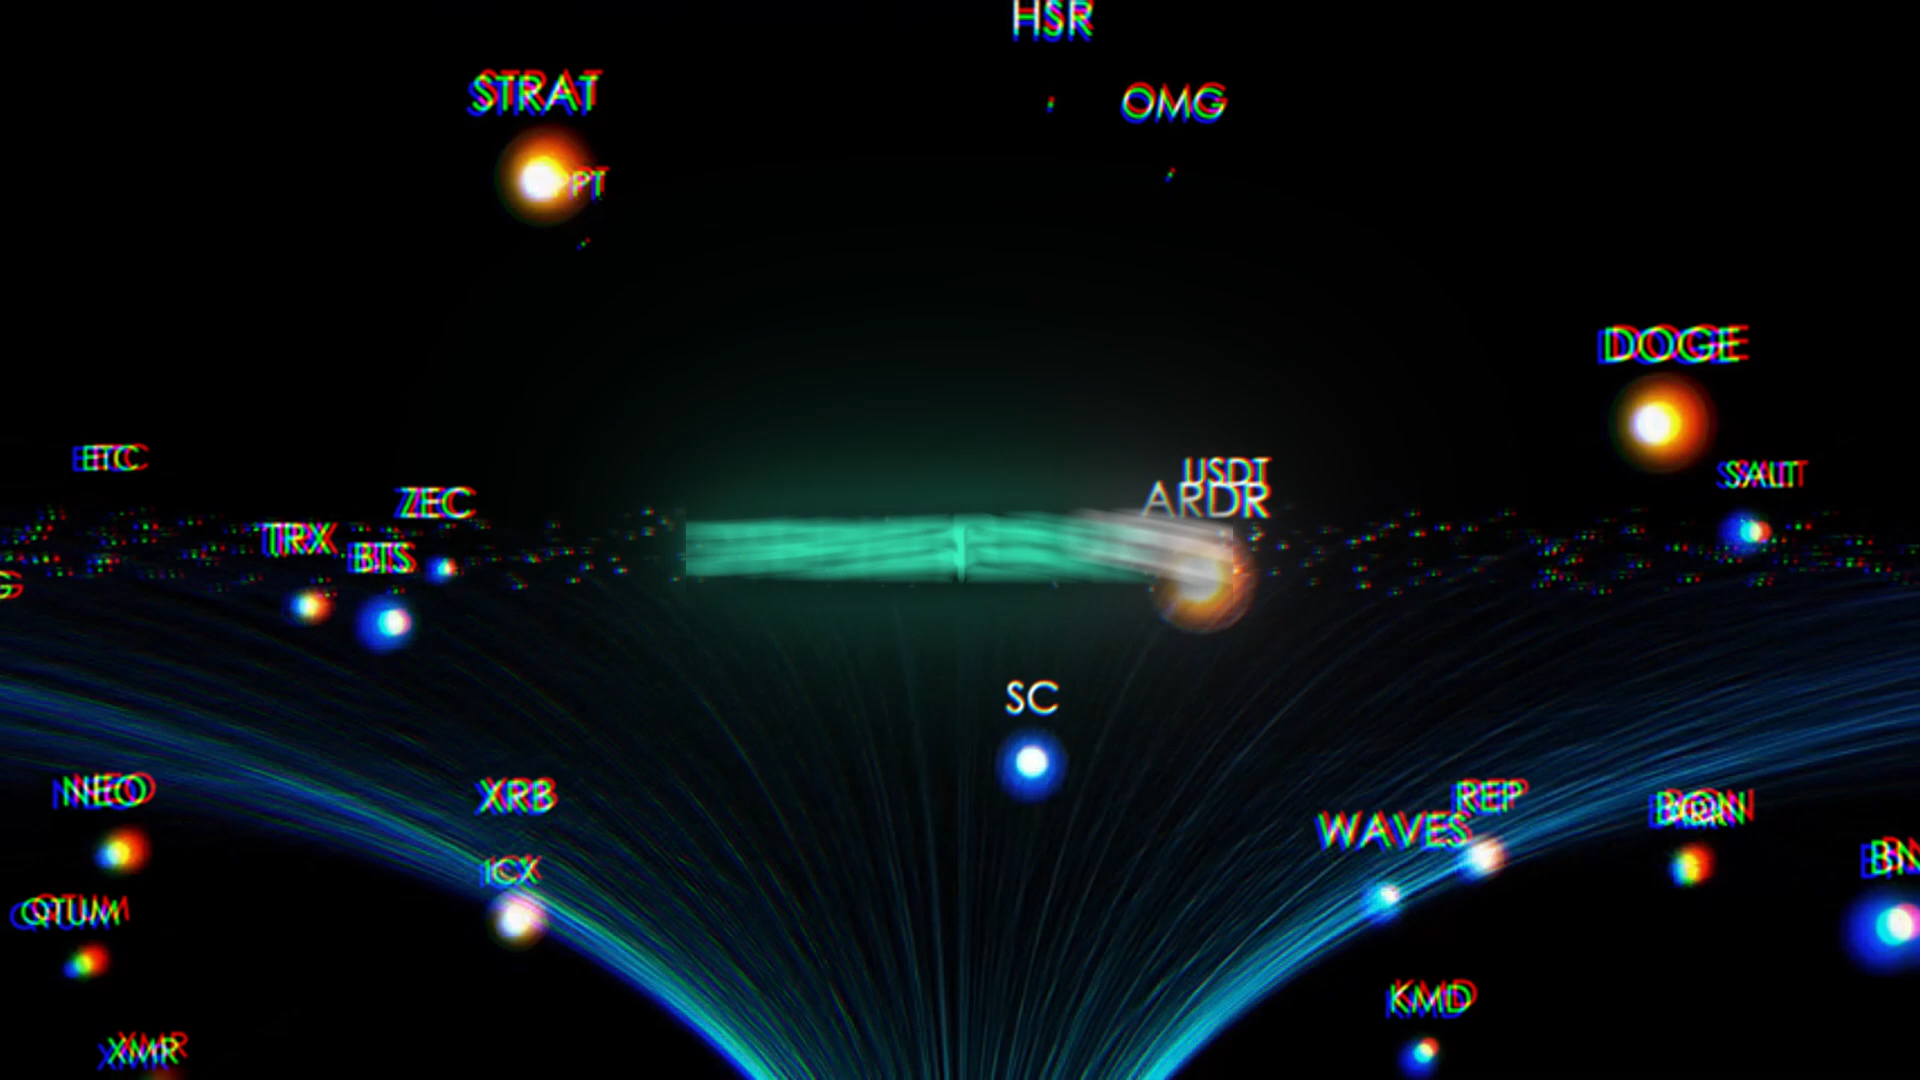 HSR
STRAT
OMG
PT
DOGE
ETC
USDT
SALT
ZEC
ARDR
TRX
BTS
G
SC
NEO
XRB
REP
WAVES
ICX
QTUM
BN
KMD
XMR